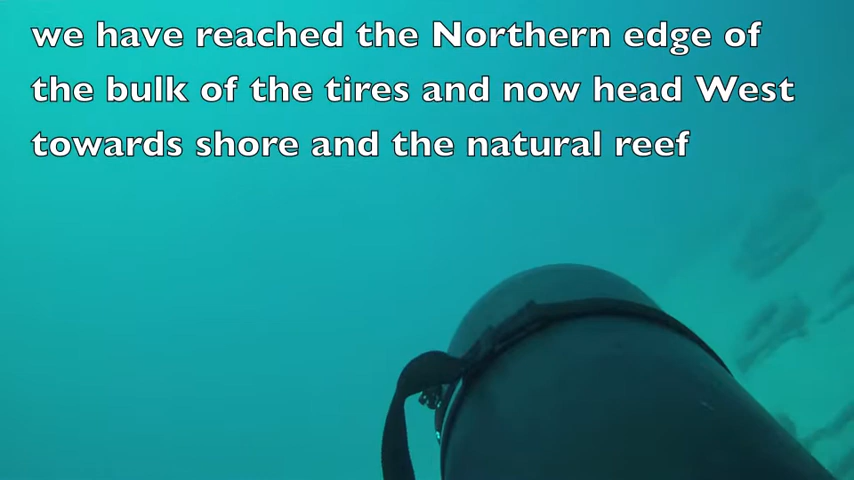 we have reached the Northern edge of
the bulk of the tires and now head West
towards shore and the natural reef